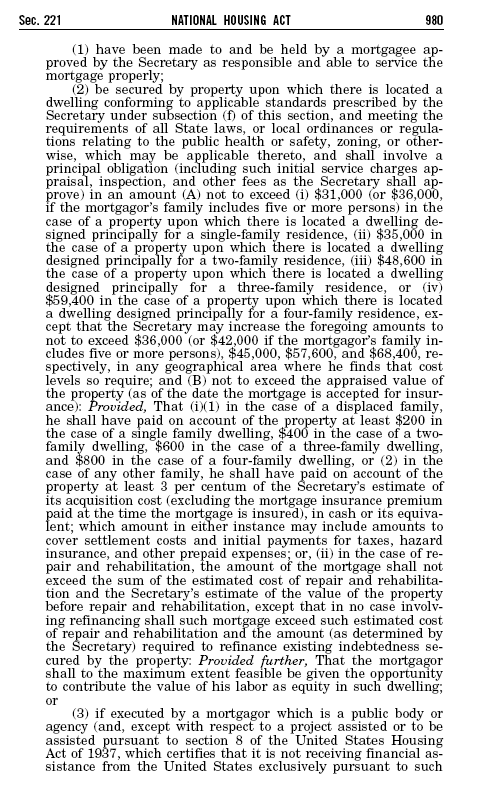 Sec. 221 NATIONAL HOUSING ACT 980
(1) have been made to and be held by a mortgagee ap-
proved by the Secretary as responsible and able to service the
mortgage properly;
(2) be secured by property upon which there is located a
dwelling conforming to applicable standards prescribed by the
Secretary under subsection (f) of this section, and meeting the
requirements of all State laws, or local ordinances or regula-
tions relating to the public health or safety, zoning, or other-
wise, which may be applicable thereto, and shall involve a
principal obligation (including such initial service charges ap-
praisal, inspection, and other fees as the Secretary shall ap-
prove) in an amount (A) not to exceed (i) $31,000 (or $36,000,
if the mortgagor's family includes five or more persons) in the
case of a property upon which there is located a dwelling de-
signed principally for a single-family residence, (ii) $35,000 in
the case of a property upon which there is located a dwelling
designed principally for a two-family residence, (iii) $48,600 in
the case of a property upon which there is located a dwelling
designed principally for a three-family residence, or (iv)
$59,400 in the case of a property upon which there is located
a dwelling designed principally for a four-family residence, ex-
cept that the Secretary may increase the foregoing amounts to
not to exceed $36,000 (or $42,000 if the mortgagor's family in-
cludes five or more persons), $45,000, $57,600, and $68,400, re-
spectively, in any geographical area where he finds that cost
levels so require; and (B) not to exceed the appraised value of
the property (as of the date the mortgage is accepted for insur-
ance): Provided, That (i)(1) in the case of a displaced family,
he shall have paid on account of the property at least $200 in
the case of a single family dwelling, $400 in the case of a two-
family dwelling, $600 in the case of a three-family dwelling,
and $800 in the case of a four-family dwelling, or (2) in the
case of any other family, he shall have paid on account of the
property at least 3 per centum of the Secretary's estimate of
its acquisition cost (excluding the mortgage insurance premium
paid at the time the mortgage is insured), in cash or its equiva-
lent; which amount in either instance may include amounts to
cover settlement costs and initial payments for taxes, hazard
insurance, and other prepaid expenses; or, (ii) in the case of re-
pair and rehabilitation, the amount of the mortgage shall not
exceed the sum of the estimated cost of repair and rehabilita-
tion and the Secretary's estimate of the value of the property
before repair and rehabilitation, except that in no case involv-
ing refinancing shall such mortgage exceed such estimated cost
of repair and rehabilitation and the amount (as determined by
the Secretary) required to refinance existing indebtedness se-
cured by the property: Provided further, That the mortgagor
shall to the maximum extent feasible be given the opportunity
to contribute the value of his labor as equity in such dwelling;
or
(3) if executed by a mortgagor which is a public body or
agency (and, except with respect to a project assisted or to be
assisted pursuant to section 8 of the United States Housing
Act of 1937, which certifies that it is not receiving financial as-
sistance from the United States exclusively pursuant to such